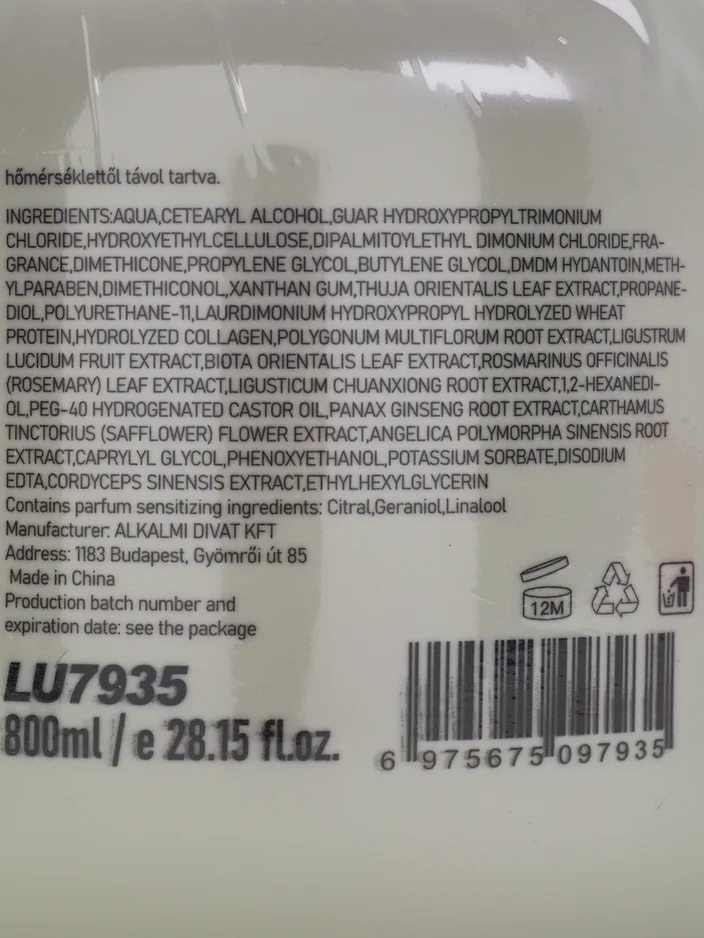 hőmérséklettől távol tartva.
INGREDIENTS:AQUA,CETEARYL ALCOHOL,GUAR HYDROXYPROPYLTRIMONIUM
CHLORIDE,HYDROXYETHYLCELLULOSE,DIPALMITOYLETHYL DIMONIUM CHLORIDE,FRA-
GRANCE,DIMETHICONE,PROPYLENE GLYCOL,BUTYLENE GLYCOL,DMDM HYDANTOIN,METH-
YLPARABEN,DIMETHICONOL,XANTHAN GUM,THUJA ORIENTALIS LEAF EXTRACT,PROPANE-
DIOL,POLYURETHANE-11,LAURDIMONIUM HYDROXYPROPYL HYDROLYZED WHEAT
PROTEIN,HYDROLYZED COLLAGEN,POLYGONUM MULTIFLORUM ROOT EXTRACT,LIGUSTRUM
LUCIDUM FRUIT EXTRACT,BIOTA ORIENTALIS LEAF EXTRACT,ROSMARINUS OFFICINALIS
(ROSEMARY) LEAF EXTRACT,LIGUSTICUM CHUANXIONG ROOT EXTRACT,1,2-HEXANEDI-
OL,PEG-40 HYDROGENATED CASTOR OIL,PANAX GINSENG ROOT EXTRACT,CARTHAMUS
TINCTORIUS (SAFFLOWER) FLOWER EXTRACT,ANGELICA POLYMORPHA SINENSIS ROOT
EXTRACT,CAPRYLYL GLYCOL,PHENOXYETHANOL,POTASSIUM SORBATE,DISODIUM
EDTA,CORDYCEPS SINENSIS EXTRACT,ETHYLHEXYLGLYCERIN
Contains parfum sensitizing ingredients: Citral,Geraniol,Linalool
Manufacturer: ALKALMI DIVAT KFT
Address: 1183 Budapest, Gyömrői út 85
Made in China
Production batch number and
expiration date: see the package
12M
LU7935
800ml / e 28.15 fl.oz.
6 975675 097935